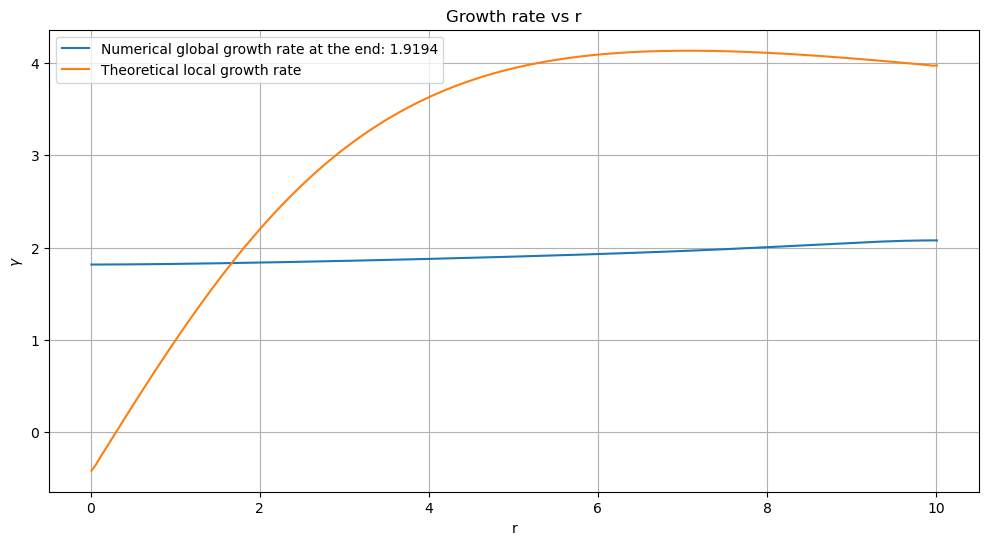 Growth rate vs r
Numerical global growth rate at the end: 1.9194
Theoretical local growth rate
4
3
2
1
0
γ
0 2 4 6 8 10
r